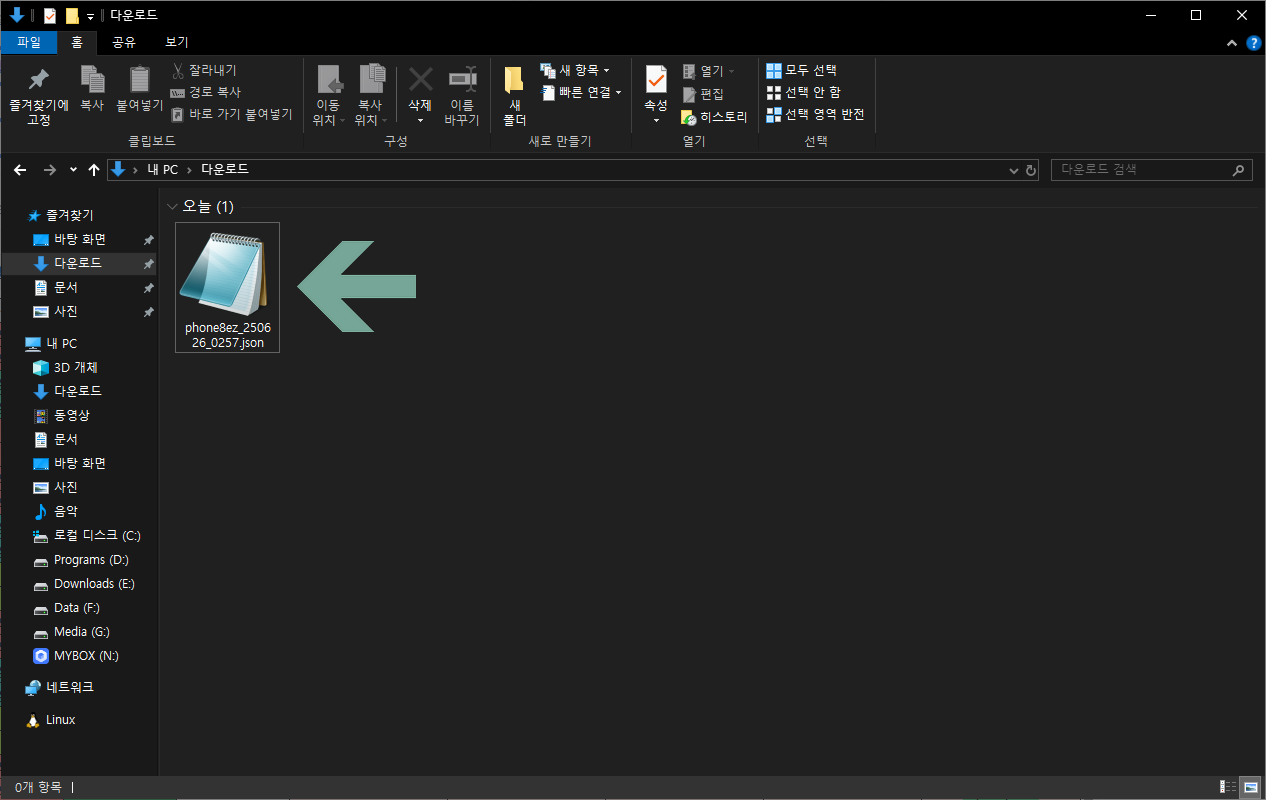 다운로드
파일 홈 공유 보기
즐겨찾기에
고정
복사
붙여넣기
잘라내기
경로 복사
바로 가기 붙여넣기
클립보드
이동
위치
복사
위치
삭제
이름
바꾸기
구성
새
폴더
새 항목
빠른 연결
새로 만들기
속성
열기
편집
히스토리
열기
모두 선택
선택 안 함
선택 영역 반전
선택
내 PC 다운로드
다운로드 검색
즐겨찾기
바탕 화면
다운로드
문서
사진
내 PC
3D 개체
다운로드
동영상
문서
바탕 화면
사진
음악
로컬 디스크 (C:)
Programs (D:)
Downloads (E:)
Data (F:)
Media (G:)
MYBOX (N:)
네트워크
Linux
오늘 (1)
phone8ez_2506
26_0257.json
0개 항목